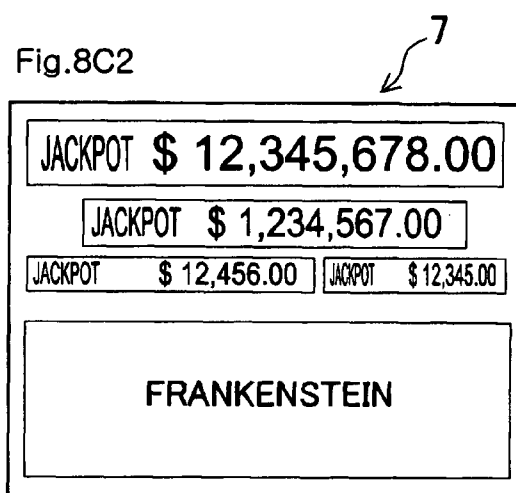 7
Fig.8C2
JACKPOT $ 12,345,678.00
JACKPOT $ 1,234,567.00
JACKPOT $ 12,456.00 JACKPOT $ 12,345.00
FRANKENSTEIN